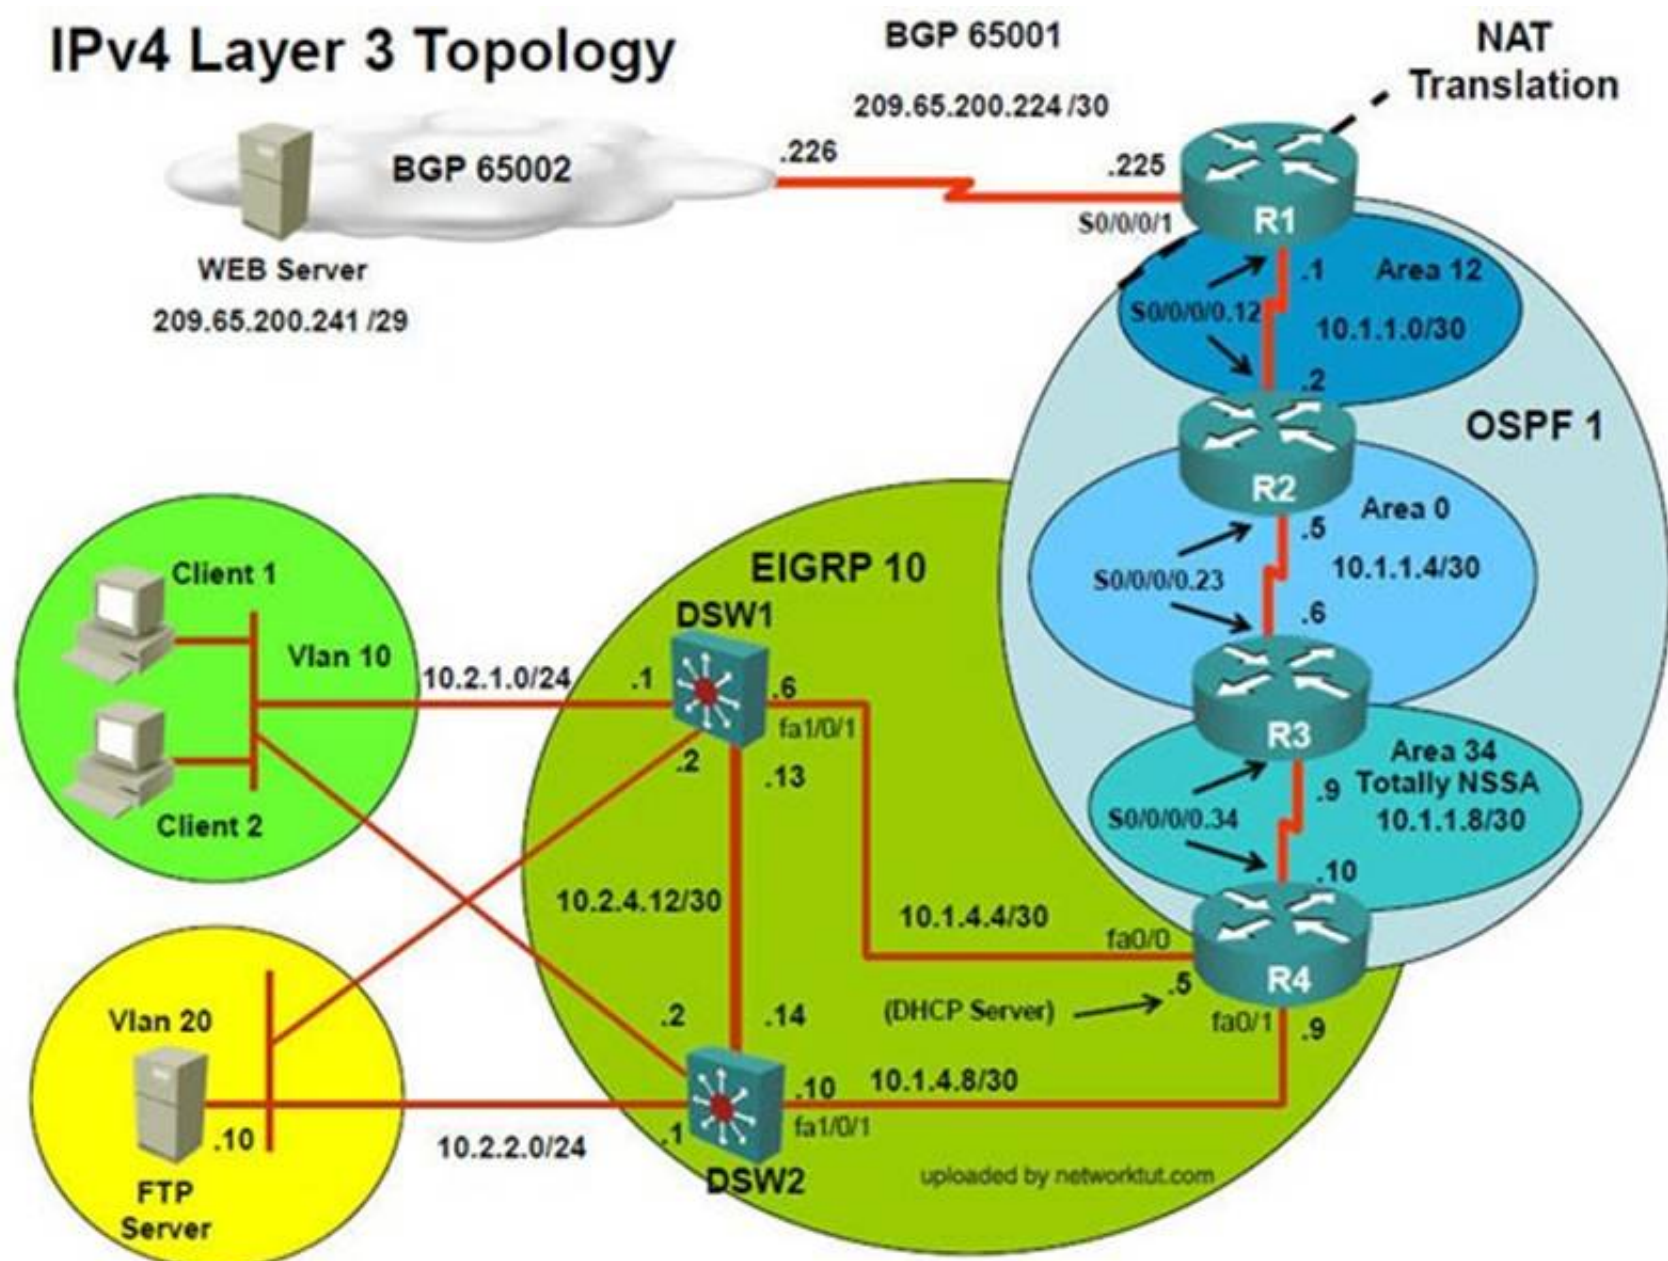 IPv4 Layer 3 Topology
BGP 65001
209.65.200.224 /30
NAT
Translation
BGP 65002
.226
.225
S0/0/0/1
R1
WEB Server
209.65.200.241 /29
.1
Area 12
S0/0/0/0.12
10.1.1.0/30
.2
OSPF 1
R2
.5
Area 0
10.1.1.4/30
S0/0/0/0.23
.6
R3
Area 34
Totally NSSA
10.1.1.8/30
.9
S0/0/0/0.34
.10
R4
EIGRP 10
DSW1
Client 1
Vlan 10
10.2.1.0/24
.1
.6
fa1/0/1
.2
.13
Client 2
10.2.4.12/30
10.1.4.4/30
fa0/0
.5
(DHCP Server)
fa0/1
.9
Vlan 20
.2
.14
.10
10.1.4.8/30
fa1/0/1
.1
.10
10.2.2.0/24
DSW2
FTP
Server
uploaded by networktut.com